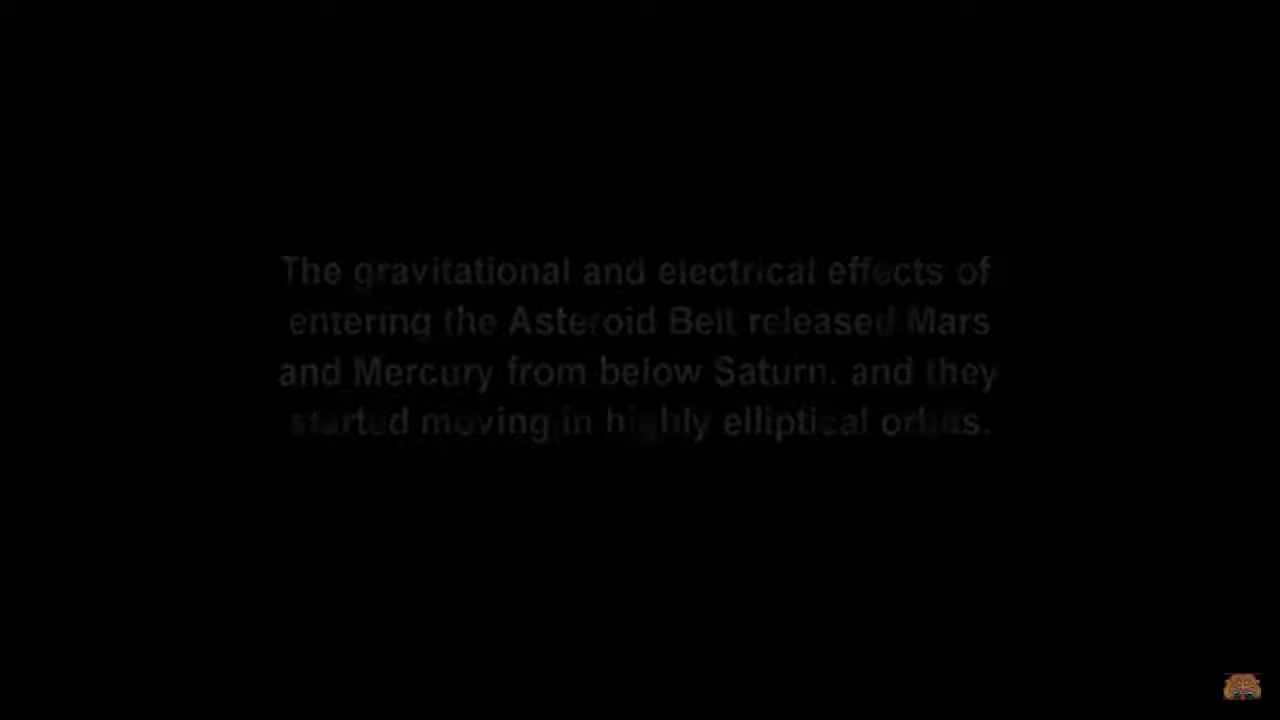 The gravitational and electrical effects of
entering the Asteroid Belt released Mars
and Mercury from below Saturn. and they
started moving in highly elliptical orbits.